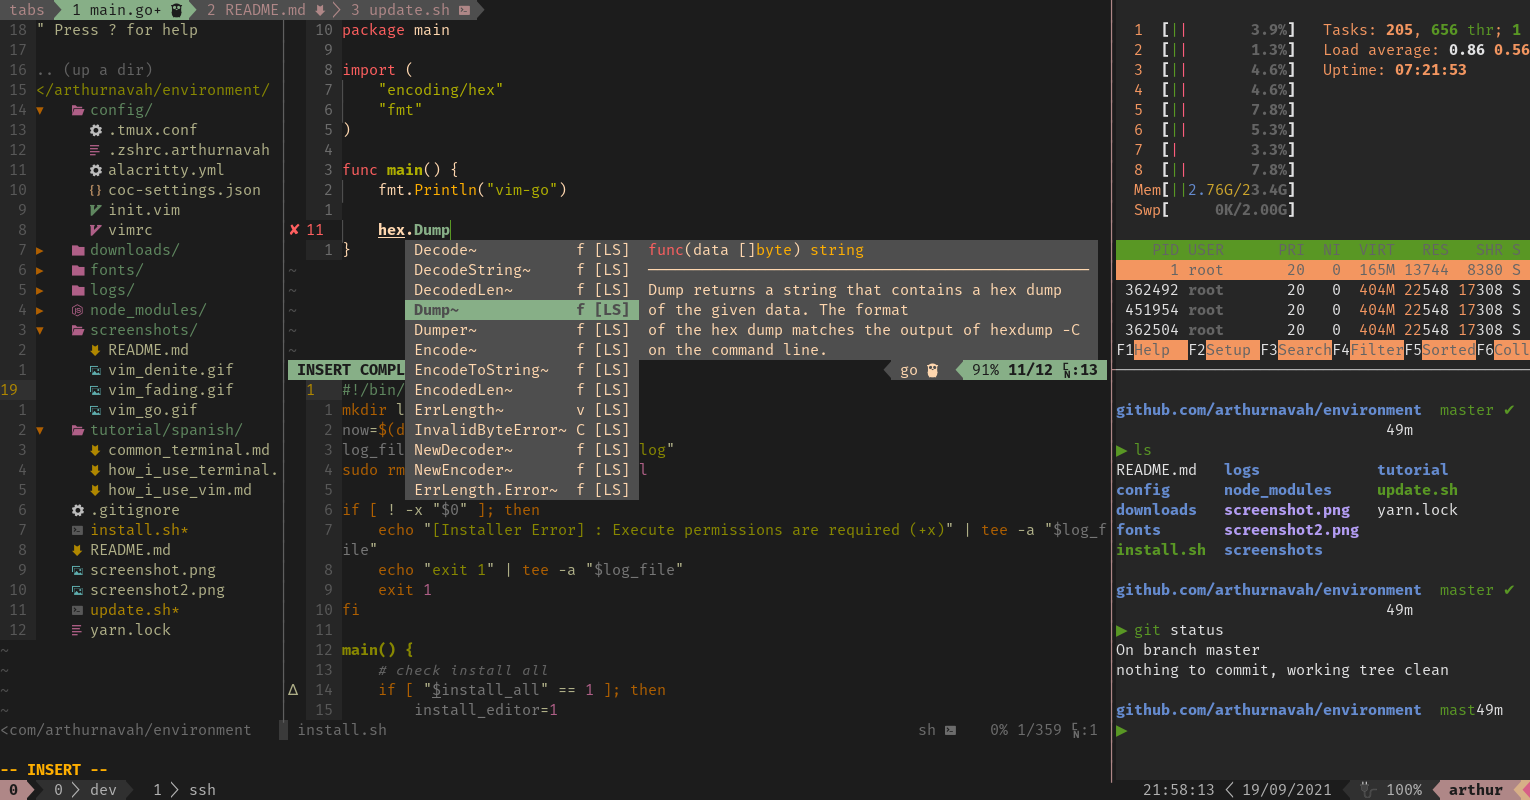 tabs 1 main.go+ 2 README.md 3 update.sh
18 " Press ? for help
17
16 .. (up a dir)
15 </arthurnavah/environment/
14 ▾ config/
13 .tmux.conf
12 .zshrc.arthurnavah
11 alacritty.yml
10 {} coc-settings.json
9 init.vim
8 vimrc
7 ▸ downloads/
6 ▸ fonts/
5 ▸ logs/
4 ▸ node_modules/
3 ▾ screenshots/
2 README.md
1 vim_denite.gif
19 vim_fading.gif
1 vim_go.gif
2 ▾ tutorial/spanish/
3 common_terminal.md
4 how_i_use_terminal.
5 how_i_use_vim.md
6 .gitignore
7 install.sh*
8 README.md
9 screenshot.png
10 screenshot2.png
11 update.sh*
12 yarn.lock
~
~
~
~
<com/arthurnavah/environment
10 package main
9
8 import (
7 "encoding/hex"
6 "fmt"
5 )
4
3 func main() {
2 fmt.Println("vim-go")
1
✘ 11 hex.Dump
1 }
~
~
~
~
~
Decode~ f [LS]
DecodeString~ f [LS]
DecodedLen~ f [LS]
Dump~ f [LS]
Dumper~ f [LS]
Encode~ f [LS]
EncodeToString~ f [LS]
EncodedLen~ f [LS]
ErrLength~ v [LS]
InvalidByteError~ C [LS]
NewDecoder~ f [LS]
NewEncoder~ f [LS]
ErrLength.Error~ f [LS]
func(data []byte) string
Dump returns a string that contains a hex dump
of the given data. The format
of the hex dump matches the output of hexdump -C
on the command line.
INSERT COMPL go 91% 11/12 :13
1 #!/bin/
1 mkdir l
2 now=$(d
3 log_fil log"
4 sudo rm l
5
6 if [ ! -x "$0" ]; then
7 echo "[Installer Error] : Execute permissions are required (+x)" | tee -a "$log_f
ile"
8 echo "exit 1" | tee -a "$log_file"
9 exit 1
10 fi
11
12 main() {
13 # check install all
Δ 14 if [ "$install_all" == 1 ]; then
15 install_editor=1
install.sh sh 0% 1/359 :1
-- INSERT --
0 0 dev 1 ssh
1 [|| 3.9%] Tasks: 205, 656 thr; 1
2 [|| 1.3%] Load average: 0.86 0.56
3 [|| 4.6%] Uptime: 07:21:53
4 [|| 4.6%]
5 [|| 7.8%]
6 [|| 5.3%]
7 [| 3.3%]
8 [|| 7.8%]
Mem[||2.76G/23.4G]
Swp[ 0K/2.00G]
PID USER PRI NI VIRT RES SHR S
1 root 20 0 165M 13744 8380 S
362492 root 20 0 404M 22548 17308 S
451954 root 20 0 404M 22548 17308 S
362504 root 20 0 404M 22548 17308 S
F1Help F2Setup F3SearchF4FilterF5SortedF6Coll
github.com/arthurnavah/environment master ✔
49m
▶ ls
README.md logs tutorial
config node_modules update.sh
downloads screenshot.png yarn.lock
fonts screenshot2.png
install.sh screenshots
github.com/arthurnavah/environment master ✔
49m
▶ git status
On branch master
nothing to commit, working tree clean
github.com/arthurnavah/environment mast49m
▶
21:58:13 19/09/2021 100% arthur